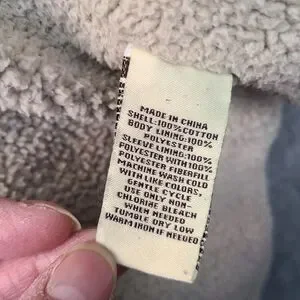 MADE IN CHINA
SHELL:100%COTTON
BODY LINING:100%
POLYESTER
SLEEVE LINING:100%
POLYESTER WITH 100%
POLYESTER FIBERFILL
MACHINE WASH COLD
WITH LIKE COLORS,
GENTLE CYCLE
USE ONLY NON-
CHLORINE BLEACH
WHEN NEEDED
TUMBLE DRY LOW
WARM IRON IF NEEDED